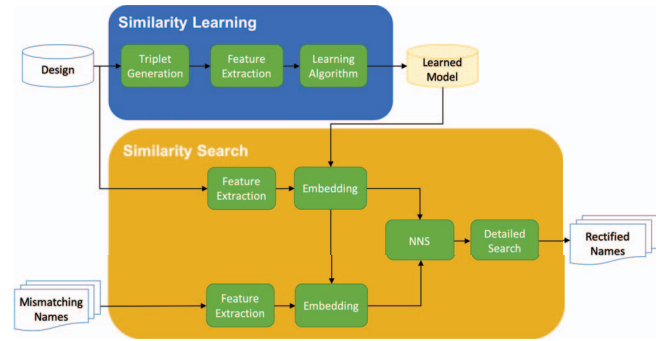 Similarity Learning
Design
Triplet
Generation
Feature
Extraction
Learning
Algorithm
Learned
Model
Similarity Search
Feature
Extraction
Embedding
NNS
Detailed
Search
Rectified
Names
Mismatching
Names
Feature
Extraction
Embedding